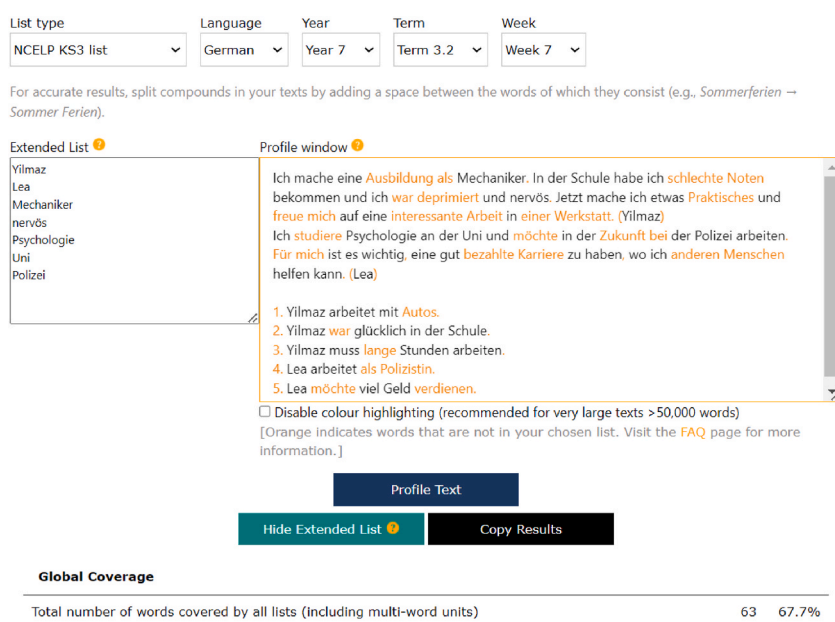 List type Language Year Term Week
NCELP KS3 list German Year 7 Term 3.2 Week 7
For accurate results, split compounds in your texts by adding a space between the words of which they consist (e.g., Sommerferien →
Sommer Ferien).
Extended List ?
Yilmaz
Lea
Mechaniker
nervös
Psychologie
Uni
Polizei
Profile window ?
Ich mache eine Ausbildung als Mechaniker. In der Schule habe ich schlechte Noten
bekommen und ich war deprimiert und nervös. Jetzt mache ich etwas Praktisches und
freue mich auf eine interessante Arbeit in einer Werkstatt. (Yilmaz)
Ich studiere Psychologie an der Uni und möchte in der Zukunft bei der Polizei arbeiten.
Für mich ist es wichtig, eine gut bezahlte Karriere zu haben, wo ich anderen Menschen
helfen kann. (Lea)
1. Yilmaz arbeitet mit Autos.
2. Yilmaz war glücklich in der Schule.
3. Yilmaz muss lange Stunden arbeiten.
4. Lea arbeitet als Polizistin.
5. Lea möchte viel Geld verdienen.
Disable colour highlighting (recommended for very large texts >50,000 words)
[Orange indicates words that are not in your chosen list. Visit the FAQ page for more
information.]
Profile Text
Hide Extended List ? Copy Results
Global Coverage
Total number of words covered by all lists (including multi-word units) 63 67.7%